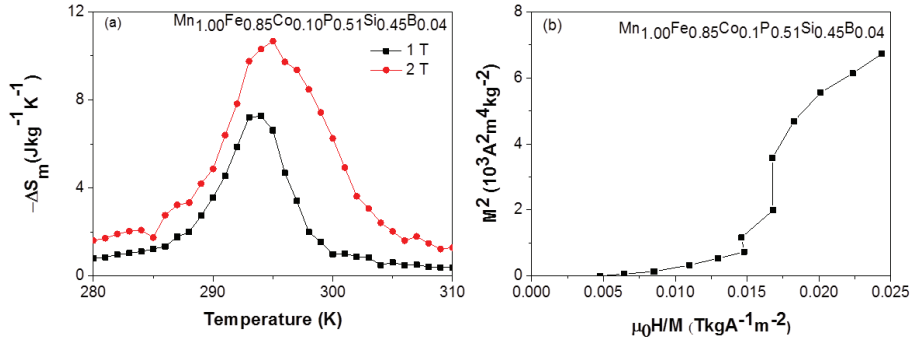 (a)
Mn1.00Fe0.85Co0.10P0.51Si0.45B0.04
1 T
2 T
−ΔSm(Jkg-1K-1)
12
8
4
0
280
290
300
310
Temperature (K)
(b)
Mn1.00Fe0.85Co0.1P0.51Si0.45B0.04
M2 (103A2m4kg-2)
8
6
4
2
0
0.000
0.005
0.010
0.015
0.020
0.025
μ0H/M (TkgA-1m-2)